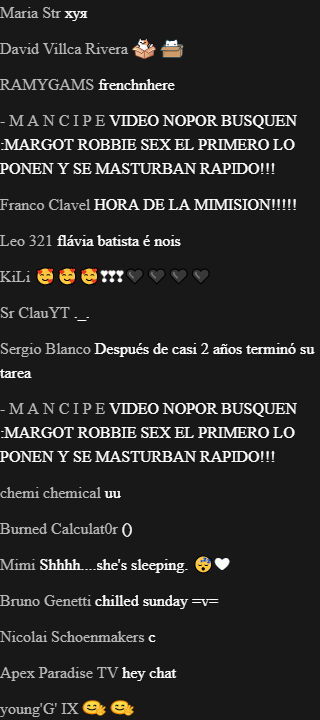 Maria Str хуя
David Villca Rivera
RAMYGAMS frenchnhere
- M A N C I P E VIDEO NOPOR BUSQUEN
:MARGOT ROBBIE SEX EL PRIMERO LO
PONEN Y SE MASTURBAN RAPIDO!!!
Franco Clavel HORA DE LA MIMISION!!!!!
Leo 321 flávia batista é nois
KiLi 🥰 🥰 🥰❣❣❣🖤 🖤 🖤 🖤
Sr ClauYT ._.
Sergio Blanco Después de casi 2 años terminó su
tarea
- M A N C I P E VIDEO NOPOR BUSQUEN
:MARGOT ROBBIE SEX EL PRIMERO LO
PONEN Y SE MASTURBAN RAPIDO!!!
chemi chemical uu
Burned Calculat0r ()
Mimi Shhhh....she's sleeping. 😴🤍
Bruno Genetti chilled sunday =v=
Nicolai Schoenmakers c
Apex Paradise TV hey chat
young'G' IX